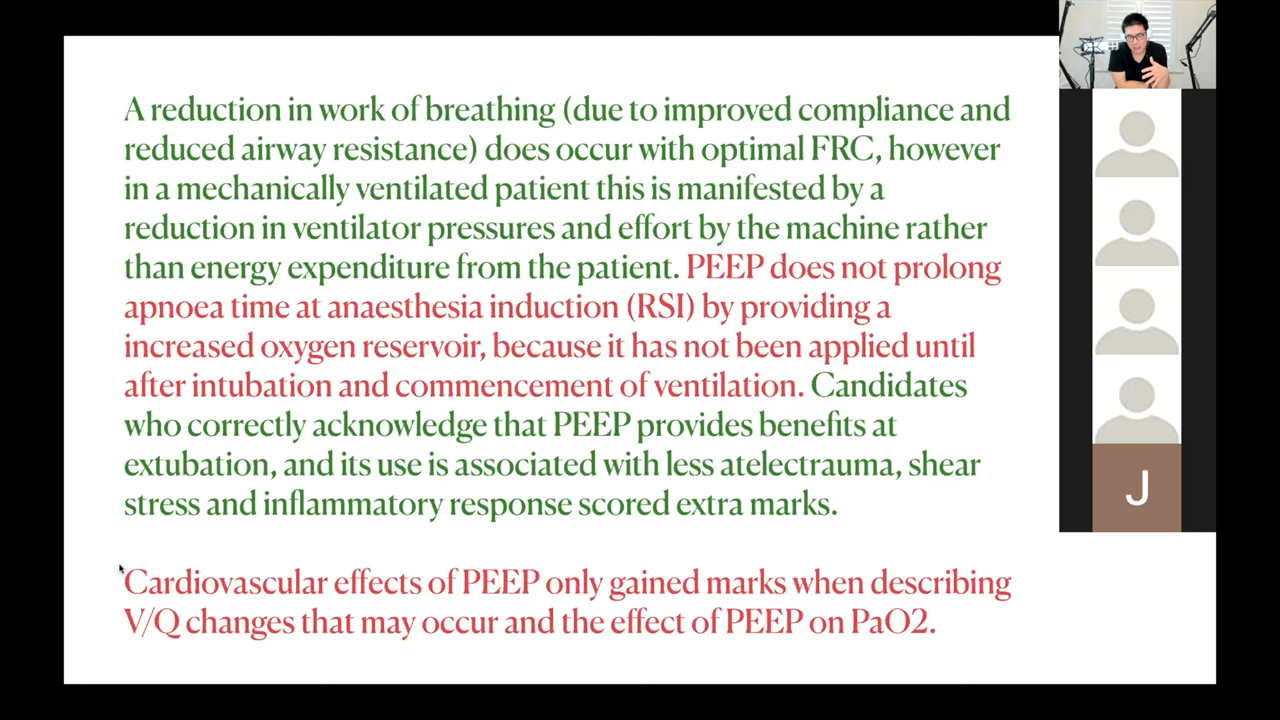 A reduction in work of breathing (due to improved compliance and
reduced airway resistance) does occur with optimal FRC, however
in a mechanically ventilated patient this is manifested by a
reduction in ventilator pressures and effort by the machine rather
than energy expenditure from the patient. PEEP does not prolong
apnoea time at anaesthesia induction (RSI) by providing a
increased oxygen reservoir, because it has not been applied until
after intubation and commencement of ventilation. Candidates
who correctly acknowledge that PEEP provides benefits at
extubation, and its use is associated with less atelectrauma, shear
stress and inflammatory response scored extra marks.
Cardiovascular effects of PEEP only gained marks when describing
V/Q changes that may occur and the effect of PEEP on PaO2.
J